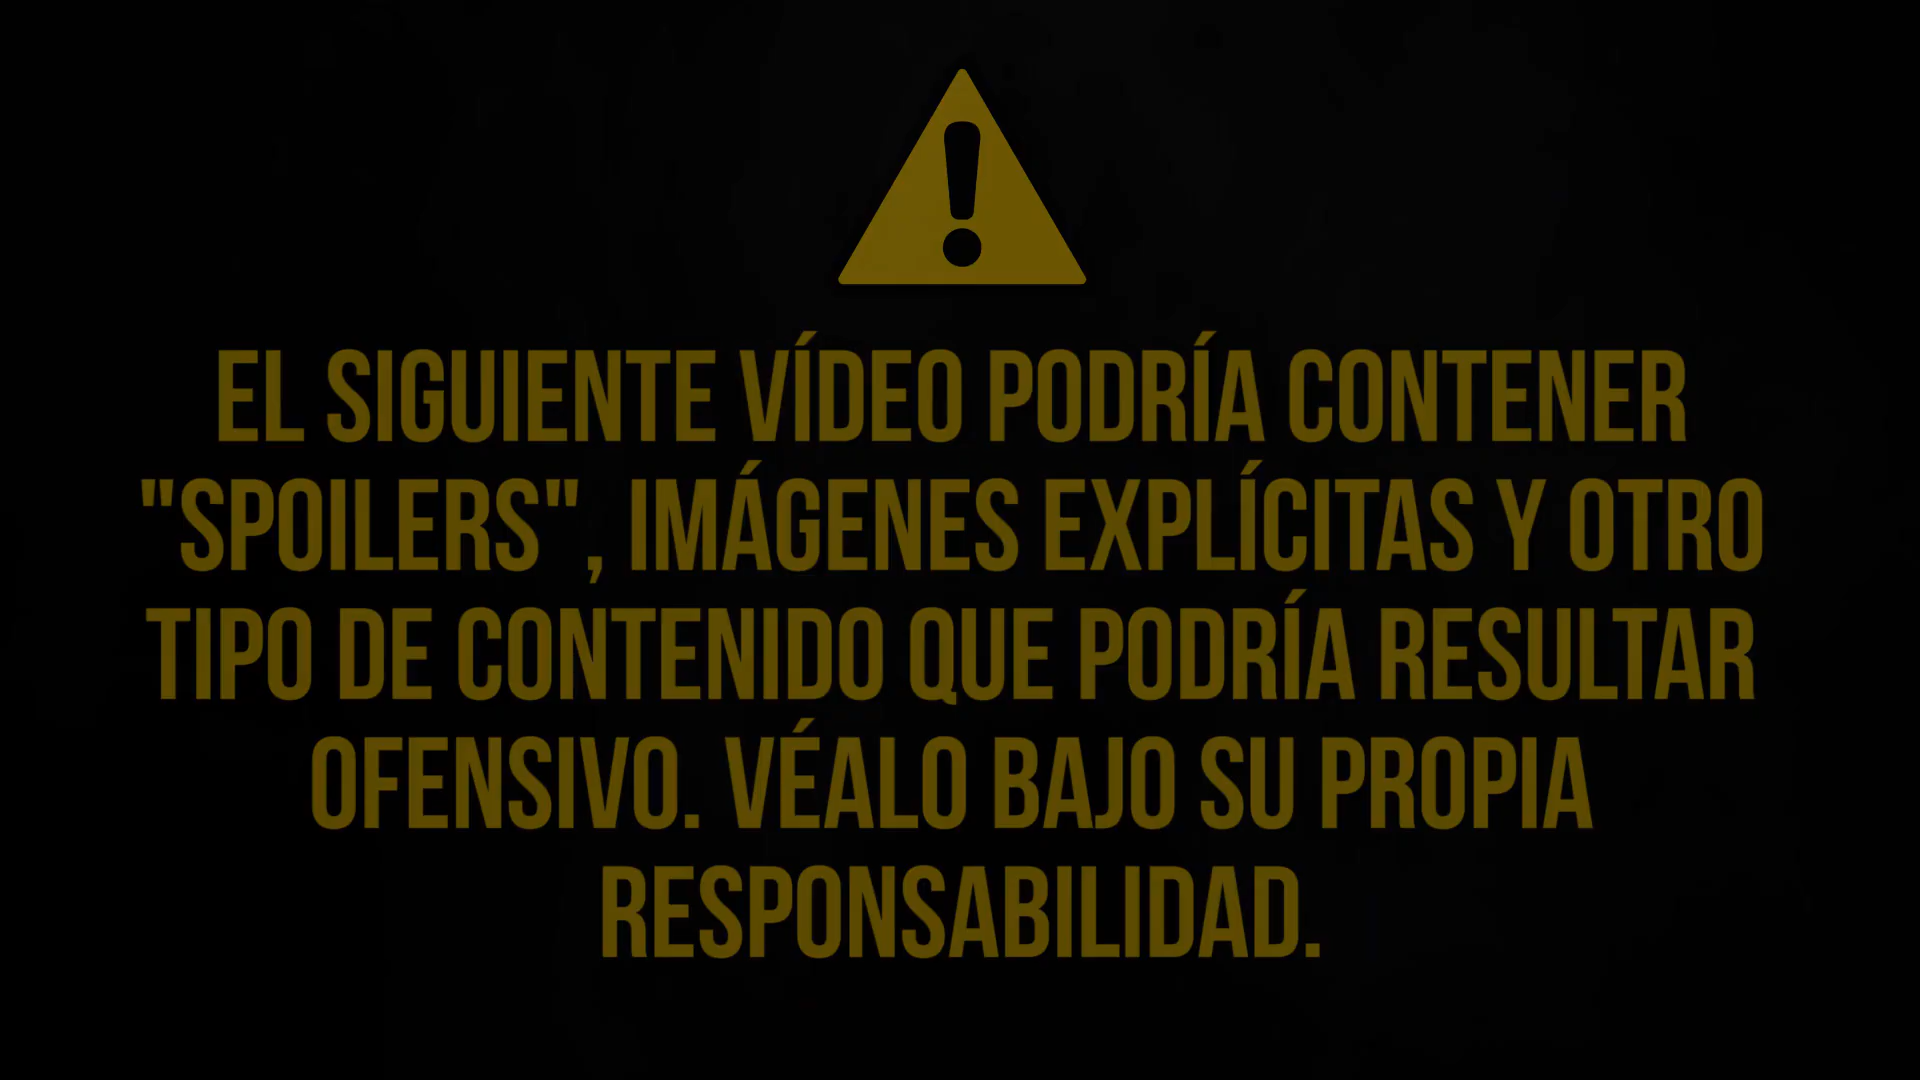 EL SIGUIENTE VÍDEO PODRÍA CONTENER
"SPOILERS", IMÁGENES EXPLÍCITAS Y OTRO
TIPO DE CONTENIDO QUE PODRÍA RESULTAR
OFENSIVO. VÉALO BAJO SU PROPIA
RESPONSABILIDAD.